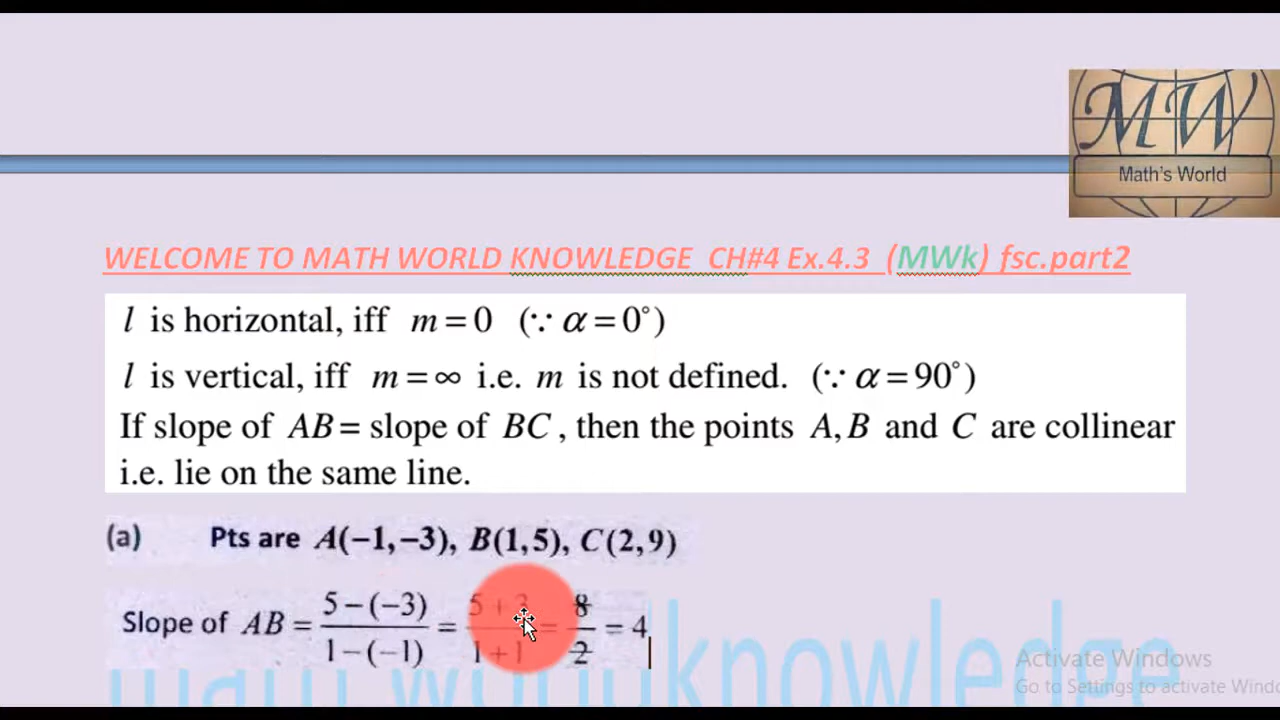 MW
Math's World
WELCOME TO MATH WORLD KNOWLEDGE CH#4 Ex.4.3 (MWk) fsc.part2
l is horizontal, iff m = 0 (∵ α = 0°)
l is vertical, iff m = ∞ i.e. m is not defined. (∵ α = 90°)
If slope of AB = slope of BC, then the points A, B and C are collinear
i.e. lie on the same line.
(a) Pts are A(−1,−3), B(1,5), C(2,9)
Slope of AB = 5−(−3) / 1−(−1) = 5+3 / 1+1 = 8 / 2 = 4
knowledge
Activate Windows
Go to Settings to activate Windo